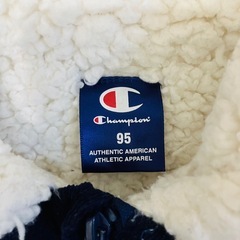 Champion
95
AUTHENTIC AMERICAN
ATHLETIC APPAREL